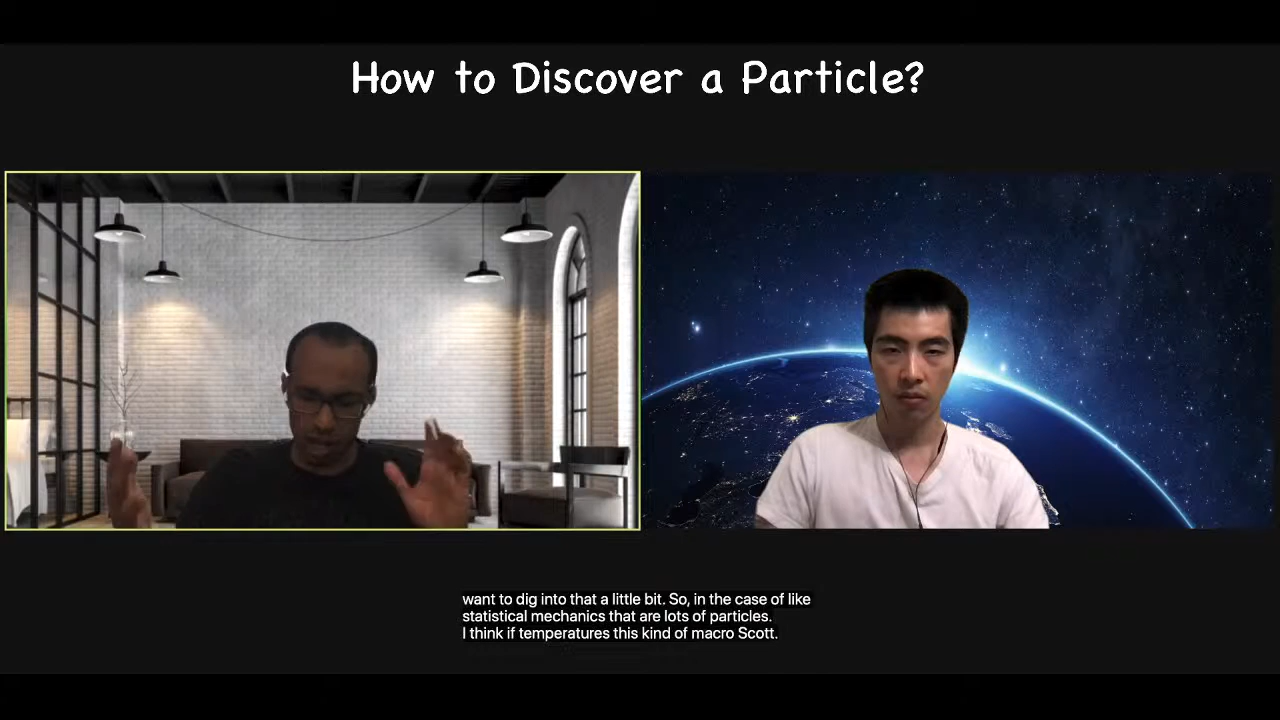 How to Discover a Particle?
want to dig into that a little bit. So, in the case of like
statistical mechanics that are lots of particles.
I think if temperatures this kind of macro Scott.